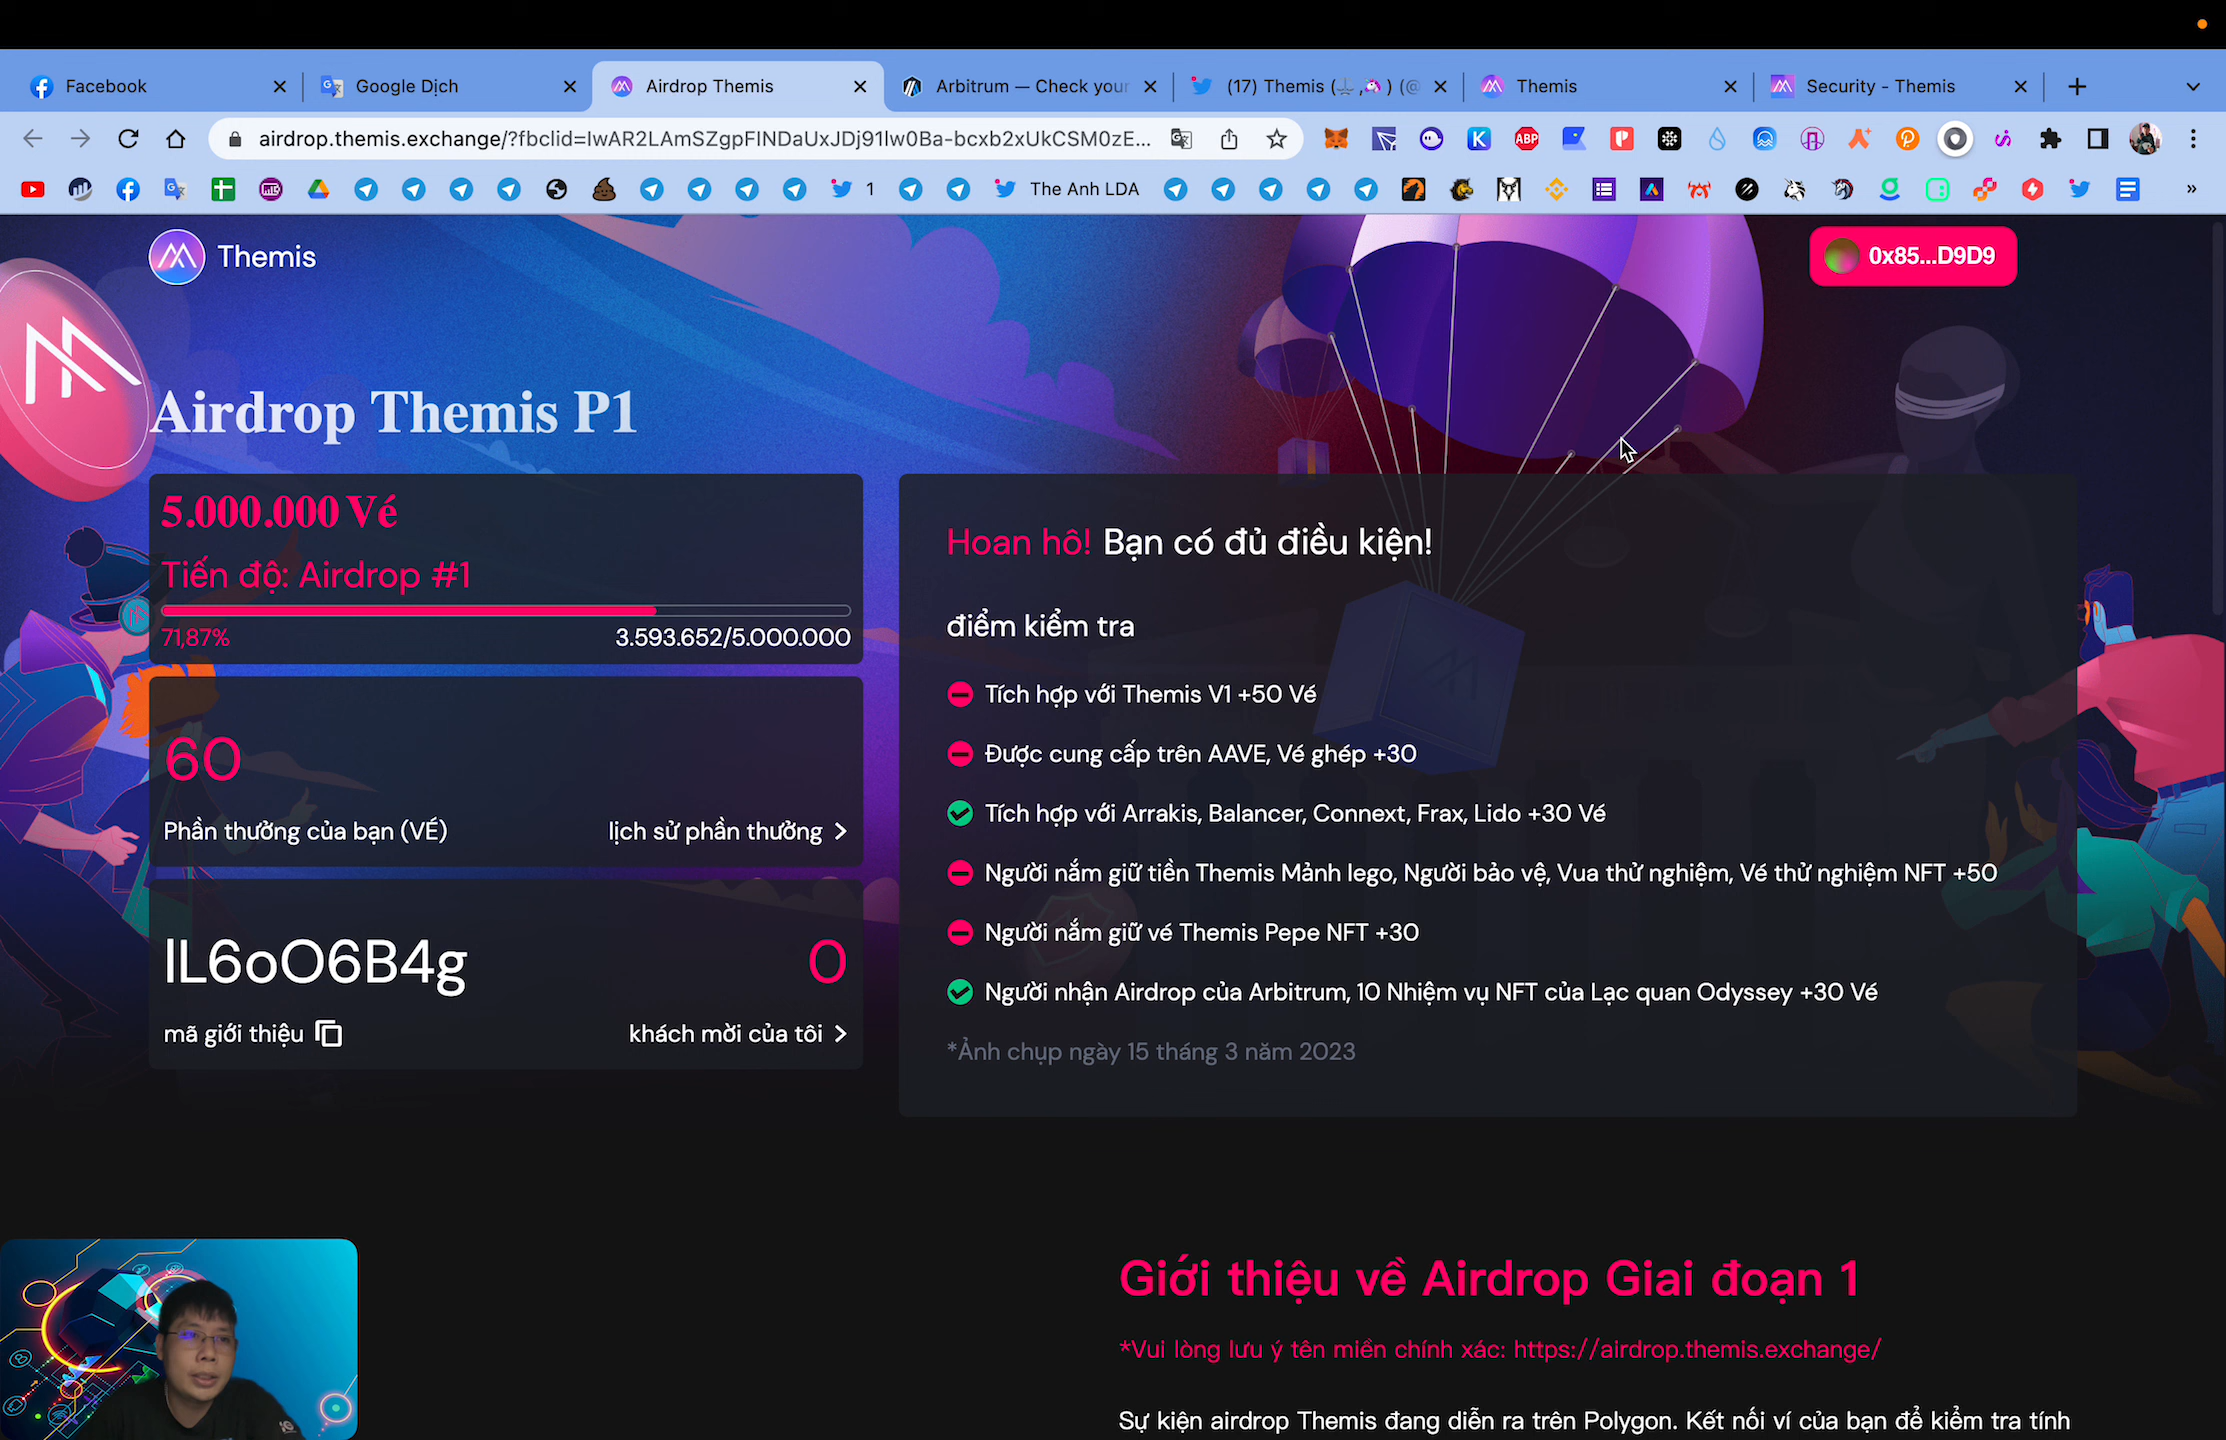 Facebook
Google Dịch
Airdrop Themis
Arbitrum — Check your
(17) Themis
Themis
Security - Themis
airdrop.themis.exchange/?fbclid=IwAR2LAmSZgpFINDaUxJDj91Iw0Ba-bcxb2xUkCSM0zE...
ABP
1
The Anh LDA
Themis
0x85...D9D9
Airdrop Themis P1
5.000.000 Vé
Tiến độ: Airdrop #1
71,87%
3.593.652/5.000.000
60
Phần thưởng của bạn (VÉ)
lịch sử phần thưởng
lL6oO6B4g
0
mã giới thiệu
khách mời của tôi
Hoan hô! Bạn có đủ điều kiện!
điểm kiểm tra
Tích hợp với Themis V1 +50 Vé
Được cung cấp trên AAVE, Vé ghép +30
Tích hợp với Arrakis, Balancer, Connext, Frax, Lido +30 Vé
Người nắm giữ tiền Themis Mảnh lego, Người bảo vệ, Vua thử nghiệm, Vé thử nghiệm NFT +50
Người nắm giữ vé Themis Pepe NFT +30
Người nhận Airdrop của Arbitrum, 10 Nhiệm vụ NFT của Lạc quan Odyssey +30 Vé
*Ảnh chụp ngày 15 tháng 3 năm 2023
Giới thiệu về Airdrop Giai đoạn 1
*Vui lòng lưu ý tên miền chính xác: https://airdrop.themis.exchange/
Sự kiện airdrop Themis đang diễn ra trên Polygon. Kết nối ví của bạn để kiểm tra tính